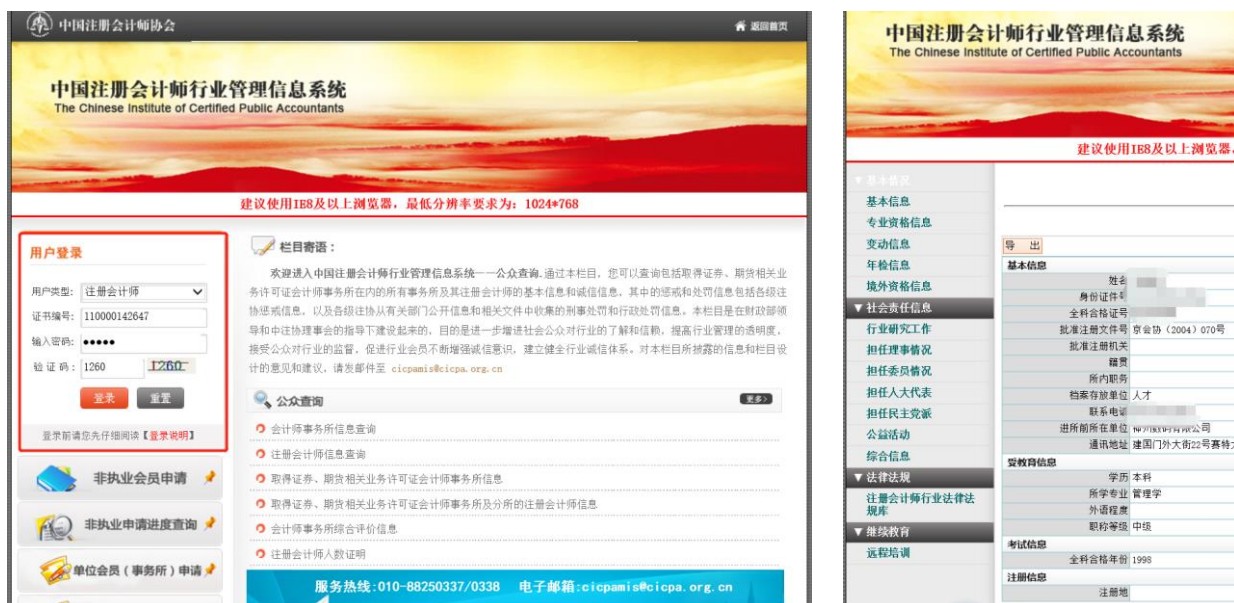 中国注册会计师协会
返回首页
中国注册会计师行业管理信息系统
The Chinese Institute of Certified Public Accountants
建议使用IE8及以上浏览器，最低分辨率要求为：1024*768
用户登录
用户类型: 注册会计师
证书编号: 110000142647
输入密码: ●●●●●
验 证 码: 1260 1260
登录 重置
登录前请您先仔细阅读【登录说明】
非执业会员申请
非执业申请进度查询
单位会员（事务所）申请
栏目寄语：
欢迎进入中国注册会计师行业管理信息系统——公众查询.通过本栏目，您可以查询包括取得证券、期货相关业
务许可证会计师事务所在内的所有事务所及其注册会计师的基本信息和诚信信息。其中的惩戒和处罚信息包括各级注
协惩戒信息，以及各级注协从有关部门公开信息和相关文件中收集的刑事处罚和行政处罚信息。本栏目是在财政部领
导和中注协理事会的指导下建设起来的，目的是进一步增进社会公众对行业的了解和信赖，提高行业管理的透明度，
接受公众对行业的监督，促进行业会员不断增强诚信意识，建立健全行业诚信体系。对本栏目所披露的信息和栏目设
计的意见和建议，请发邮件至 cicpamis@cicpa.org.cn
公众查询
更多>
会计师事务所信息查询
注册会计师信息查询
取得证券、期货相关业务许可证会计师事务所信息
取得证券、期货相关业务许可证会计师事务所及分所的注册会计师信息
会计师事务所综合评价信息
注册会计师人数证明
服务热线:010-88250337/0338 电子邮箱:cicpamis@cicpa.org.cn
中国注册会计师行业管理信息系统
The Chinese Institute of Certified Public Accountants
建议使用IE8及以上浏览器，
▼ 基本情况
基本信息
专业资格信息
变动信息
年检信息
境外资格信息
▼ 社会责任信息
行业研究工作
担任理事情况
担任委员情况
担任人大代表
担任民主党派
公益活动
综合信息
▼ 法律法规
注册会计师行业法律法
规库
▼ 继续教育
远程培训
导 出
基本信息
姓名
身份证件号
全科合格证号
批准注册文件号 京会协（2004）070号
批准注册机关
籍贯
所内职务
档案存放单位 人才
联系电话
进所前所在单位 神州数码有限公司
通讯地址 建国门外大街22号赛特
受教育信息
学历 本科
所学专业 管理学
外语程度
职称等级 中级
考试信息
全科合格年份 1998
注册信息
注册地